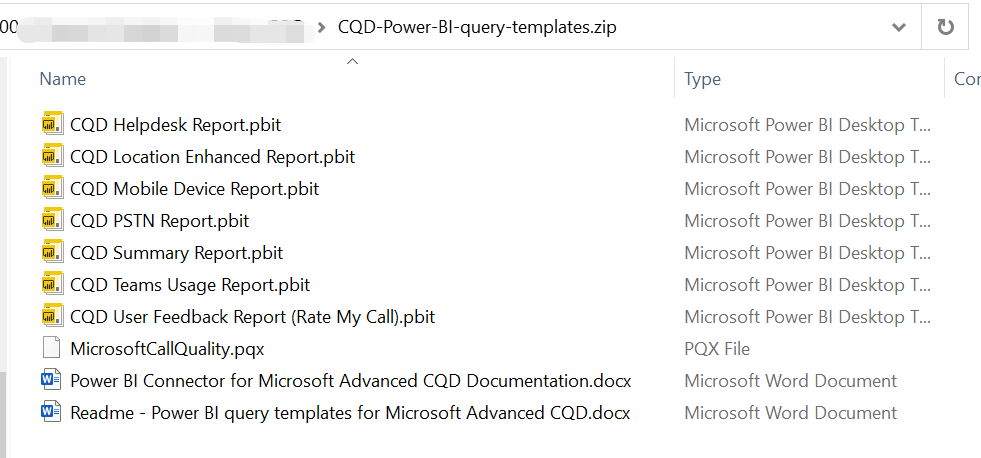 00 CQD-Power-BI-query-templates.zip
Name Type Con
CQD Helpdesk Report.pbit Microsoft Power BI Desktop T...
CQD Location Enhanced Report.pbit Microsoft Power BI Desktop T...
CQD Mobile Device Report.pbit Microsoft Power BI Desktop T...
CQD PSTN Report.pbit Microsoft Power BI Desktop T...
CQD Summary Report.pbit Microsoft Power BI Desktop T...
CQD Teams Usage Report.pbit Microsoft Power BI Desktop T...
CQD User Feedback Report (Rate My Call).pbit Microsoft Power BI Desktop T...
MicrosoftCallQuality.pqx PQX File
Power BI Connector for Microsoft Advanced CQD Documentation.docx Microsoft Word Document
Readme - Power BI query templates for Microsoft Advanced CQD.docx Microsoft Word Document